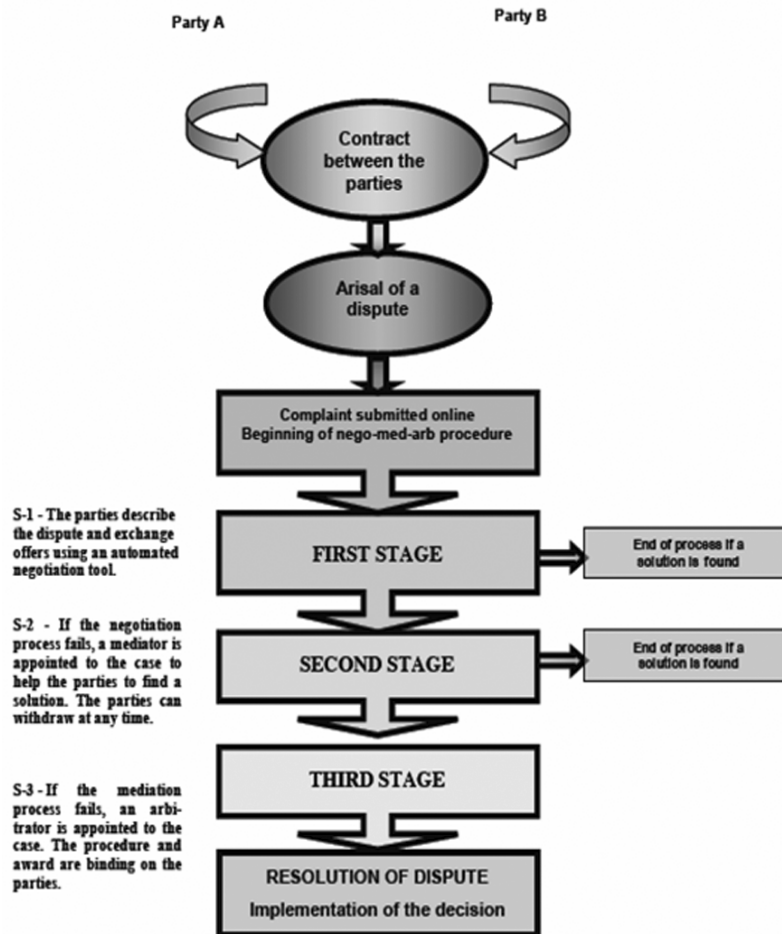 Party A
Party B
Contract
between the
parties
Arisal of a
dispute
Complaint submitted online
Beginning of nego-med-arb procedure
S-1 - The parties describe
the dispute and exchange
offers using an automated
negotiation tool.
FIRST STAGE
End of process if a
solution is found
S-2 - If the negotiation
process fails, a mediator is
appointed to the case to
help the parties to find a
solution. The parties can
withdraw at any time.
SECOND STAGE
End of process if a
solution is found
S-3 - If the mediation
process fails, an arbi-
trator is appointed to the
case. The procedure and
award are binding on the
parties.
THIRD STAGE
RESOLUTION OF DISPUTE
Implementation of the decision